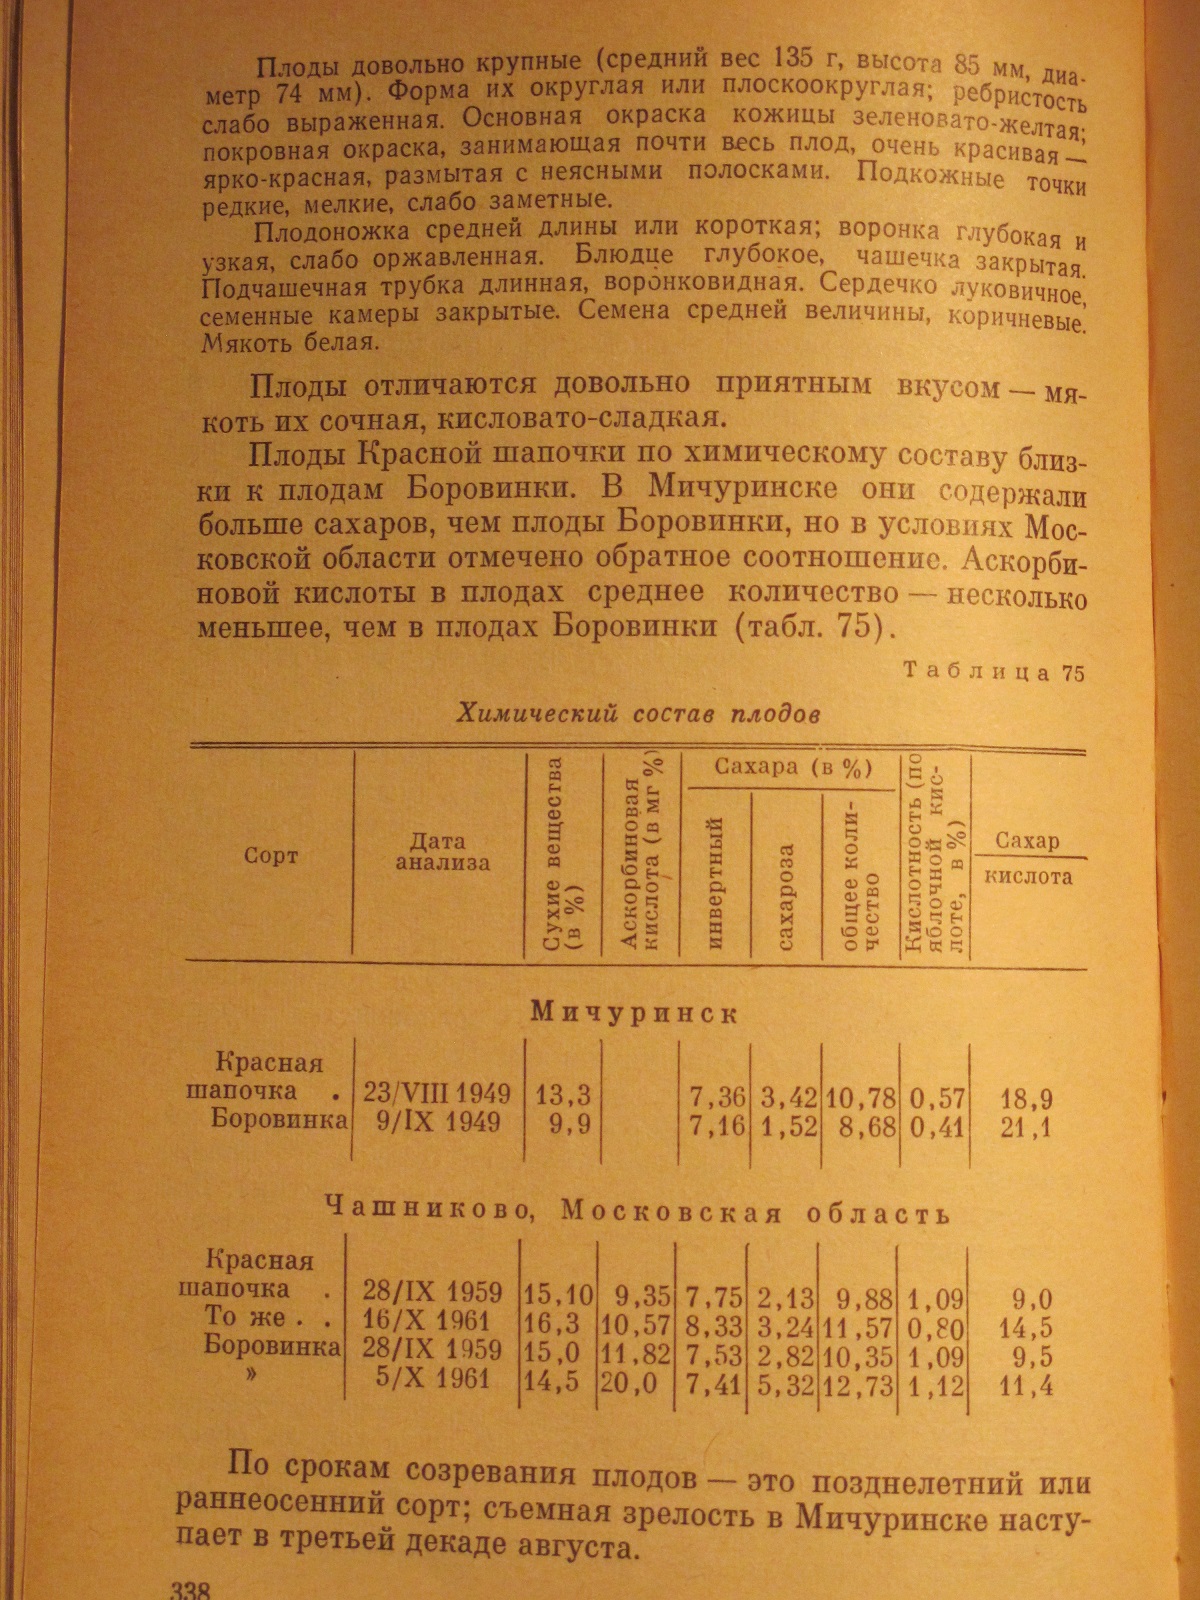 Плоды довольно крупные (средний вес 135 г, высота 85 мм, диа-
метр 74 мм). Форма их округлая или плоскоокруглая; ребристость
слабо выраженная. Основная окраска кожицы зеленовато-желтая;
покровная окраска, занимающая почти весь плод, очень красивая —
ярко-красная, размытая с неясными полосками. Подкожные точки
редкие, мелкие, слабо заметные.
Плодоножка средней длины или короткая; воронка глубокая и
узкая, слабо оржавленная. Блюдце глубокое, чашечка закрытая.
Подчашечная трубка длинная, воронковидная. Сердечко луковичное,
семенные камеры закрытые. Семена средней величины, коричневые.
Мякоть белая.
Плоды отличаются довольно приятным вкусом — мя-
коть их сочная, кисловато-сладкая.
Плоды Красной шапочки по химическому составу близ-
ки к плодам Боровинки. В Мичуринске они содержали
больше сахаров, чем плоды Боровинки, но в условиях Мос-
ковской области отмечено обратное соотношение. Аскорби-
новой кислоты в плодах среднее количество — несколько
меньшее, чем в плодах Боровинки (табл. 75).
Таблица 75
Химический состав плодов
Сорт
Дата
анализа
Сухие вещества
(в %)
Аскорбиновая
кислота (в мг %)
Сахара (в %)
инвертный
сахароза
общее коли-
чество
Кислотность (по
яблочной кис-
лоте, в %)
Сахар
кислота
Мичуринск
Красная
шапочка . 23/VIII 1949 13,3 7,36 3,42 10,78 0,57 18,9
Боровинка 9/IX 1949 9,9 7,16 1,52 8,68 0,41 21,1
Чашниково, Московская область
Красная
шапочка . 28/IX 1959 15,10 9,35 7,75 2,13 9,88 1,09 9,0
То же . . 16/X 1961 16,3 10,57 8,33 3,24 11,57 0,80 14,5
Боровинка 28/IX 1959 15,0 11,82 7,53 2,82 10,35 1,09 9,5
» 5/X 1961 14,5 20,0 7,41 5,32 12,73 1,12 11,4
По срокам созревания плодов — это позднелетний или
раннеосенний сорт; съемная зрелость в Мичуринске насту-
пает в третьей декаде августа.
338